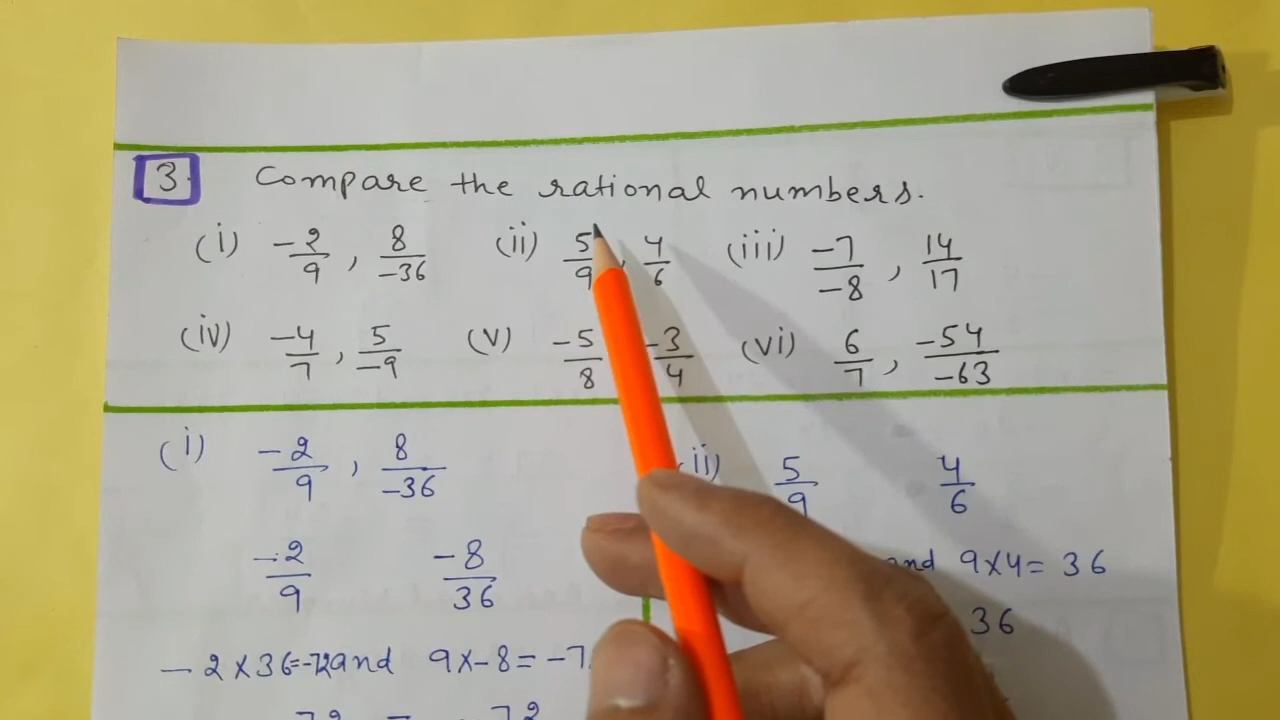 3. Compare the rational numbers.
(i) -2/9 , 8/-36 (ii) 5/9 , 4/6 (iii) -7/-8 , 14/17
(iv) -4/7 , 5/-9 (v) -5/8 -3/4 (vi) 6/7 , -54/-63
(i) -2/9 , 8/-36
-2/9 -8/36
-2×36=-72 and 9×-8=-7
ii) 5/9 4/6
and 9×4=36
36